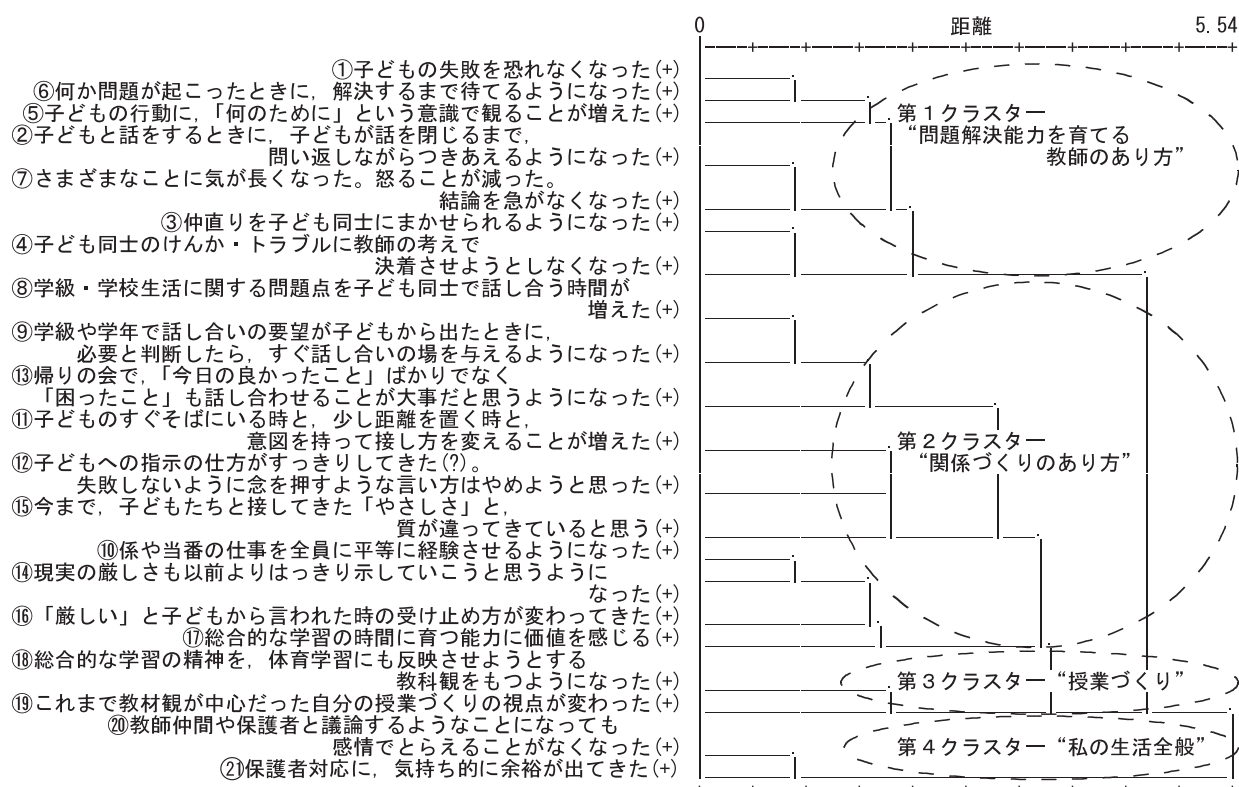 0 距離 5.54
①子どもの失敗を恐れなくなった(+)
⑥何か問題が起こったときに，解決するまで待てるようになった(+)
⑤子どもの行動に，「何のために」という意識で観ることが増えた(+)
第１クラスター
②子どもと話をするときに，子どもが話を閉じるまで，
“問題解決能力を育てる
問い返しながらつきあえるようになった(+)
教師のあり方”
⑦さまざまなことに気が長くなった。怒ることが減った。
結論を急がなくなった(+)
③仲直りを子ども同士にまかせられるようになった(+)
④子ども同士のけんか・トラブルに教師の考えで
決着させようとしなくなった(+)
⑧学級・学校生活に関する問題点を子ども同士で話し合う時間が
増えた(+)
⑨学級や学年で話し合いの要望が子どもから出たときに，
必要と判断したら，すぐ話し合いの場を与えるようになった(+)
⑬帰りの会で，「今日の良かったこと」ばかりでなく
「困ったこと」も話し合わせることが大事だと思うようになった(+)
⑪子どものすぐそばにいる時と，少し距離を置く時と，
意図を持って接し方を変えることが増えた(+)
第２クラスター
⑫子どもへの指示の仕方がすっきりしてきた(?)。
“関係づくりのあり方”
失敗しないように念を押すような言い方はやめようと思った(+)
⑮今まで，子どもたちと接してきた「やさしさ」と，
質が違ってきていると思う(+)
⑩係や当番の仕事を全員に平等に経験させるようになった(+)
⑭現実の厳しさも以前よりはっきり示していこうと思うように
なった(+)
⑯「厳しい」と子どもから言われた時の受け止め方が変わってきた(+)
⑰総合的な学習の時間に育つ能力に価値を感じる(+)
⑱総合的な学習の精神を，体育学習にも反映させようとする
教科観をもつようになった(+)
第３クラスター “授業づくり”
⑲これまで教材観が中心だった自分の授業づくりの視点が変わった(+)
⑳教師仲間や保護者と議論するようなことになっても
感情でとらえることがなくなった(+)
第４クラスター “私の生活全般”
㉑保護者対応に，気持ち的に余裕が出てきた(+)